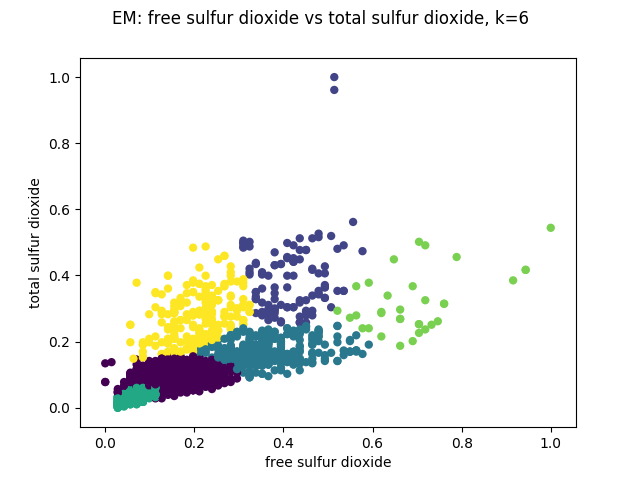 EM: free sulfur dioxide vs total sulfur dioxide, k=6
total sulfur dioxide
1.0
0.8
0.6
0.4
0.2
0.0
0.0 0.2 0.4 0.6 0.8 1.0
free sulfur dioxide